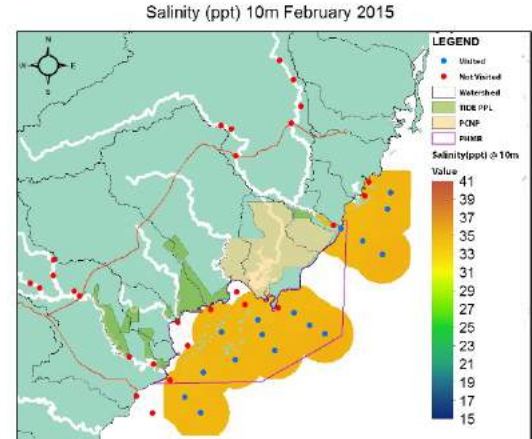 Salinity (ppt) 10m February 2015
N
W E
S
LEGEND
Visited
Not Visited
Watershed
TIDE PPL
PCNP
PHMR
Salinity(ppt) @ 10m
Value
41
39
37
35
33
31
29
27
25
23
21
19
17
15